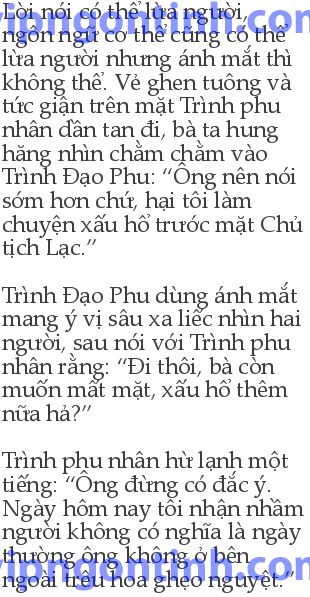 Lời nói có thể lừa người,
ngôn ngữ cơ thể cũng có thể
lừa người nhưng ánh mắt thì
không thể. Vẻ ghen tuông và
tức giận trên mặt Trình phu
nhân dần tan đi, bà ta hung
hăng nhìn chằm chằm vào
Trình Đạo Phu: “Ông nên nói
sớm hơn chứ, hại tôi làm
chuyện xấu hổ trước mặt Chủ
tịch Lạc.”

Trình Đạo Phu dùng ánh mắt
mang ý vị sâu xa liếc nhìn hai
người, sau nói với Trình phu
nhân rằng: “Đi thôi, bà còn
muốn mất mặt, xấu hổ thêm
nữa hả?”

Trình phu nhân hừ lạnh một
tiếng: “Ông đừng có đắc ý.
Ngày hôm nay tôi nhận nhầm
người không có nghĩa là ngày
thường ông không ở bên
ngoài trêu hoa ghẹo nguyệt.”
vipngontinh.com
vipngontinh.com